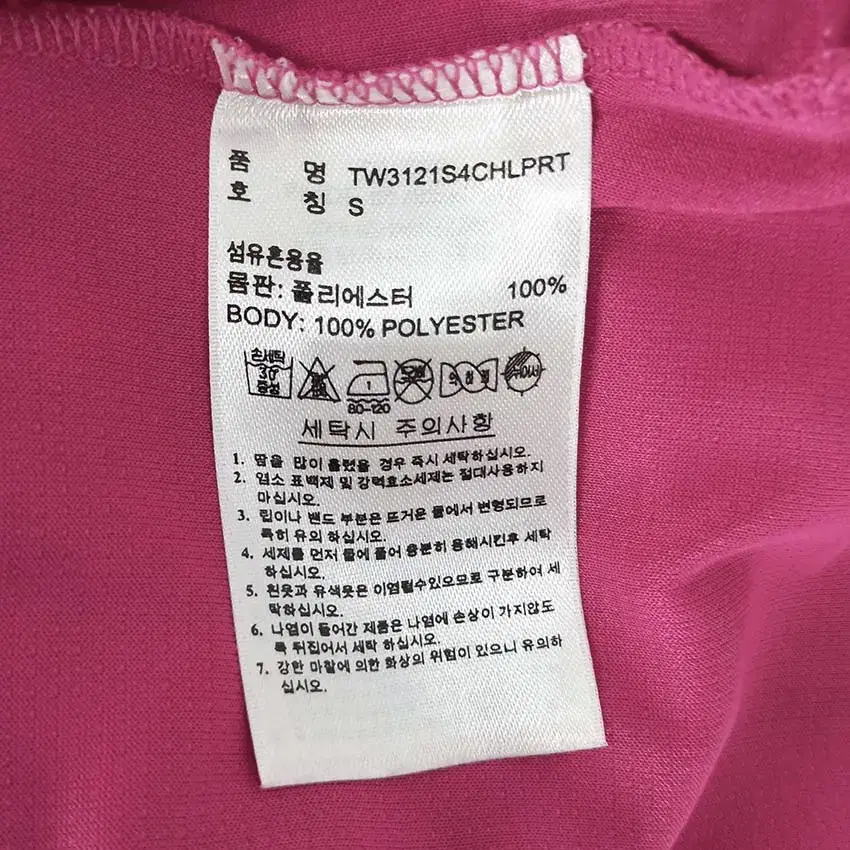 품 명 TW3121S4CHLPRT
호 칭 S
섬유혼용율
몸판: 폴리에스터 100%
BODY: 100% POLYESTER
손세탁
30°
중성
1
80-120
세탁시 주의사항
1. 땀을 많이 흘렸을 경우 즉시 세탁하십시오.
2. 염소 표백제 및 강력효소세제는 절대사용하지
마십시오.
3. 립이나 밴드 부분은 뜨거운 물에서 변형되므로
특히 유의 하십시오.
4. 세제를 먼저 물에 풀어 충분히 용해시킨후 세탁
하십시오.
5. 흰옷과 유색옷은 이염될수있으므로 구분하여 세
탁하십시오.
6. 나염이 들어간 제품은 나염에 손상이 가지않도
록 뒤집어서 세탁 하십시오.
7. 강한 마찰에 의한 화상의 위험이 있으니 유의하
십시오.